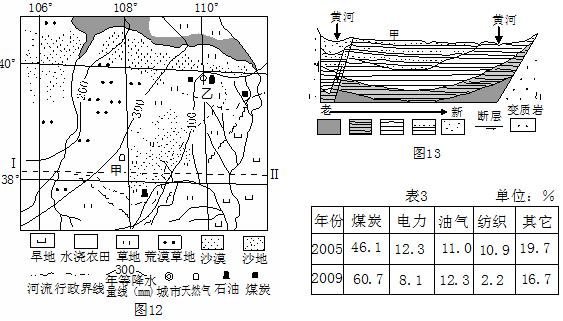 106° 108° 110°
40°
200
300
400
乙
I
甲
38°
II
旱地 水浇农田 草地 荒漠草地 沙漠 沙地
河流 行政界线 300 年等降水量线(mm) 城市 天然气 石油 煤炭
图12
黄河 甲 黄河
老 新
断层 变质岩
图13
表3 单位：%
年份 煤炭 电力 油气 纺织 其它
2005 46.1 12.3 11.0 10.9 19.7
2009 60.7 8.1 12.3 2.2 16.7